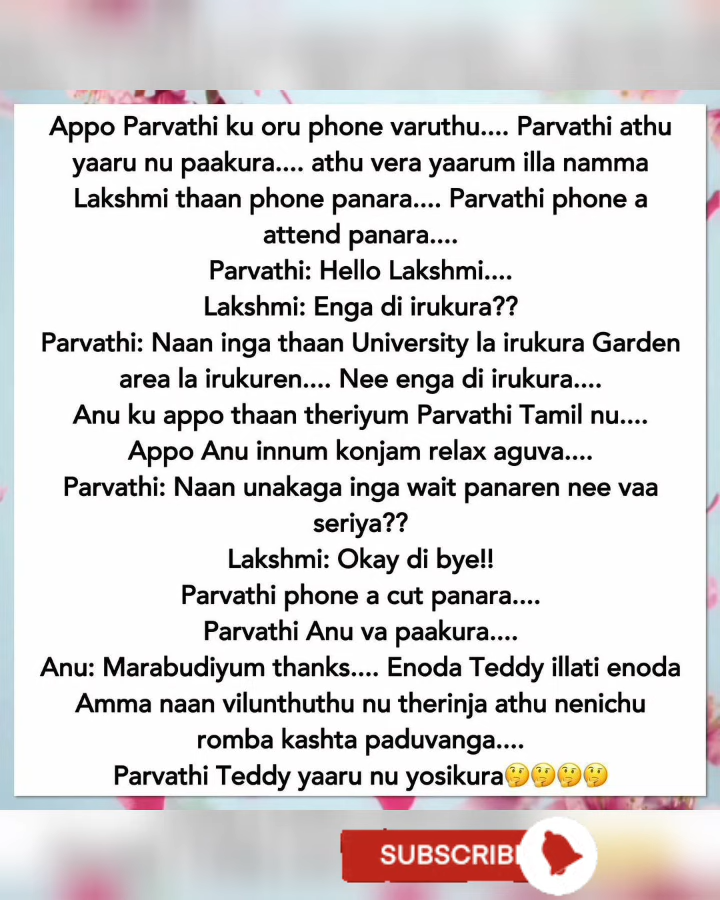 Appo Parvathi ku oru phone varuthu.... Parvathi athu
yaaru nu paakura.... athu vera yaarum illa namma
Lakshmi thaan phone panara.... Parvathi phone a
attend panara....
Parvathi: Hello Lakshmi....
Lakshmi: Enga di irukura??
Parvathi: Naan inga thaan University la irukura Garden
area la irukuren.... Nee enga di irukura....
Anu ku appo thaan theriyum Parvathi Tamil nu....
Appo Anu innum konjam relax aguva....
Parvathi: Naan unakaga inga wait panaren nee vaa
seriya??
Lakshmi: Okay di bye!!
Parvathi phone a cut panara....
Parvathi Anu va paakura....
Anu: Marabudiyum thanks.... Enoda Teddy illati enoda
Amma naan vilunthuthu nu therinja athu nenichu
romba kashta paduvanga....
Parvathi Teddy yaaru nu yosikura🤔🤔🤔🤔
SUBSCRIB